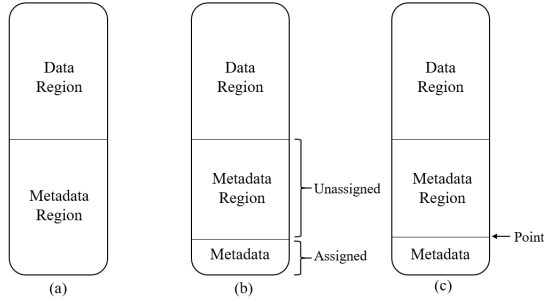 Data
Region
Metadata
Region
(a)
Data
Region
Metadata
Region
Metadata
Unassigned
Assigned
(b)
Data
Region
Metadata
Region
Metadata
Point
(c)